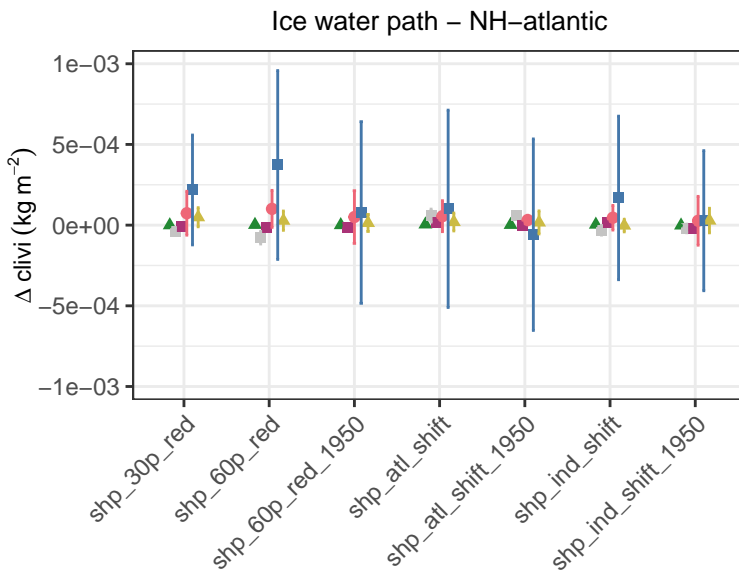 Ice water path − NH−atlantic
Δ clivi (kg m−2)
1e−03
5e−04
0e+00
−5e−04
−1e−03
shp_30p_red
shp_60p_red
shp_60p_red_1950
shp_atl_shift
shp_atl_shift_1950
shp_ind_shift
shp_ind_shift_1950